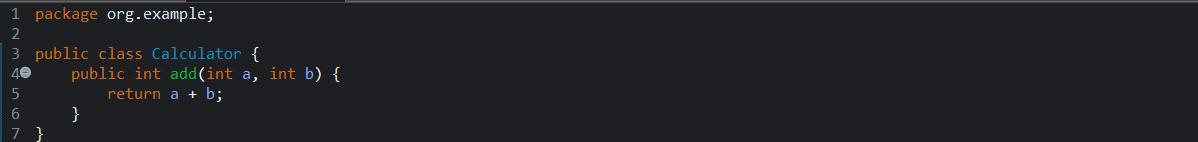 1 package org.example;
2
3 public class Calculator {
4     public int add(int a, int b) {
5         return a + b;
6     }
7 }